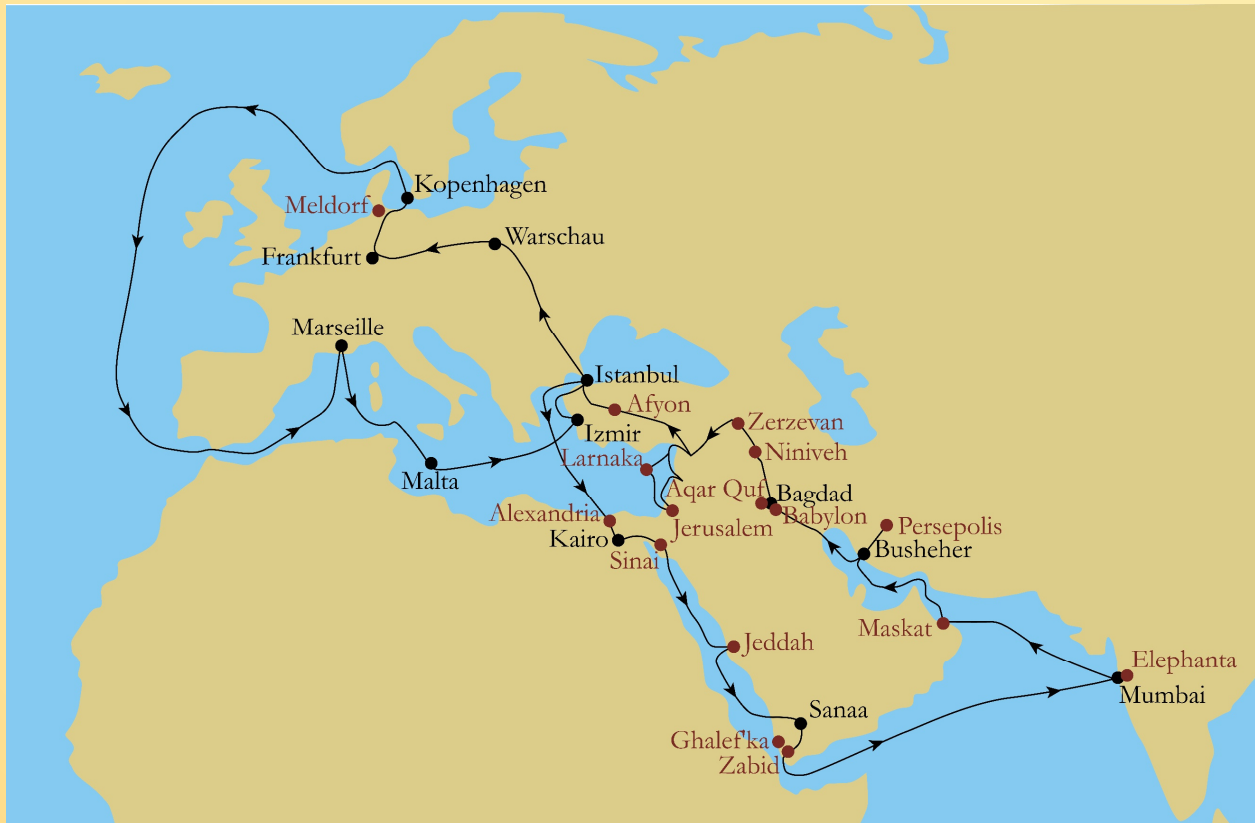 Kopenhagen
Meldorf
Warschau
Frankfurt
Marseille
Istanbul
Afyon
Izmir
Zerzevan
Niniveh
Larnaka
Malta
Aqar Quf
Bagdad
Babylon
Alexandria
Jerusalem
Persepolis
Kairo
Busheher
Sinai
Maskat
Jeddah
Elephanta
Mumbai
Sanaa
Ghalef'ka
Zabid